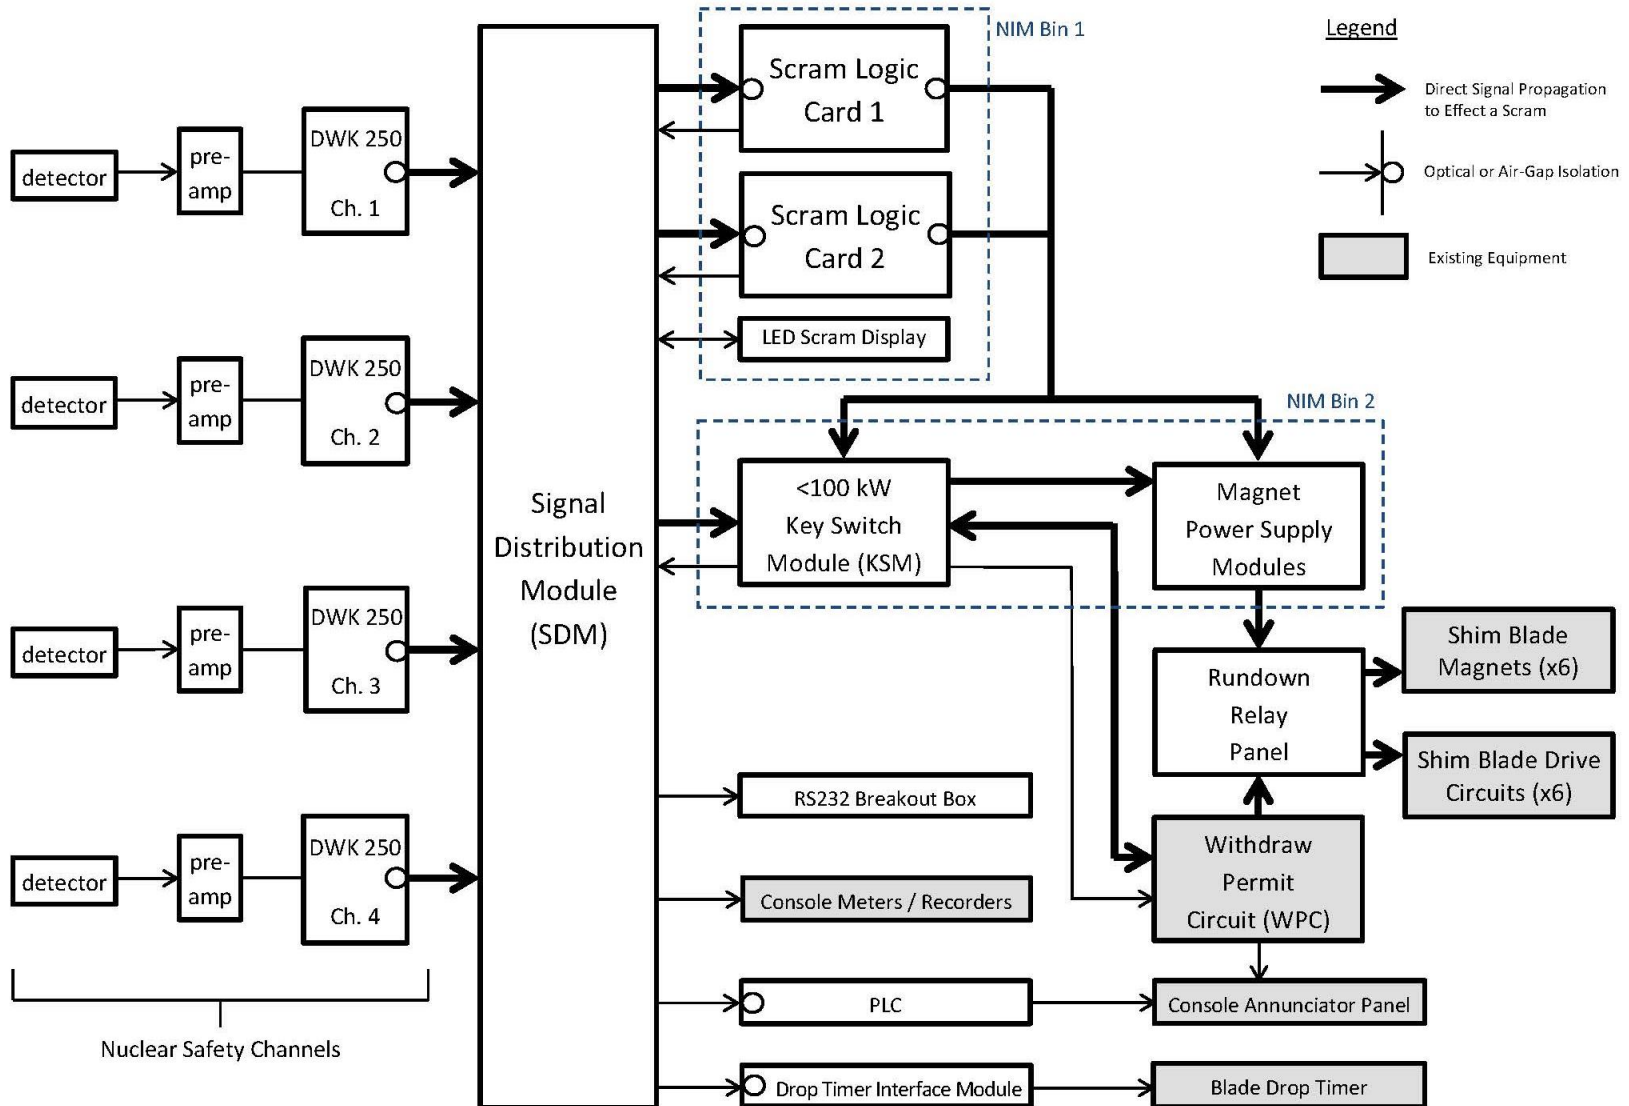 NIM Bin 1
Legend
Scram Logic
Card 1
Direct Signal Propagation
to Effect a Scram
DWK 250
Ch. 1
pre-
amp
detector
Optical or Air-Gap Isolation
Scram Logic
Card 2
Existing Equipment
LED Scram Display
DWK 250
Ch. 2
pre-
amp
detector
NIM Bin 2
<100 kW
Key Switch
Module (KSM)
Magnet
Power Supply
Modules
Signal
Distribution
Module
(SDM)
DWK 250
Ch. 3
pre-
amp
detector
Shim Blade
Magnets (x6)
Rundown
Relay
Panel
Shim Blade Drive
Circuits (x6)
RS232 Breakout Box
DWK 250
Ch. 4
pre-
amp
detector
Withdraw
Permit
Circuit (WPC)
Console Meters / Recorders
PLC
Console Annunciator Panel
Nuclear Safety Channels
Drop Timer Interface Module
Blade Drop Timer